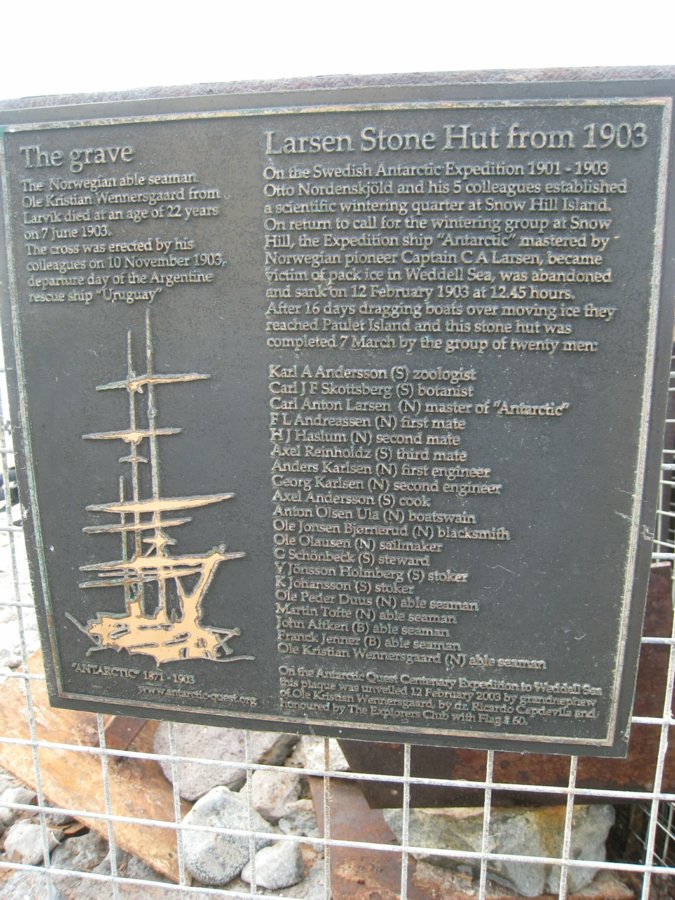 The grave
The Norwegian able seaman
Ole Kristian Wennersgaard from
Larvik died at an age of 22 years
on 7 June 1903.
The cross was erected by his
colleagues on 10 November 1903,
departure day of the Argentine
rescue ship "Uruguay"
"ANTARCTIC" 1871 - 1903
www.antarctic-quest.org
Larsen Stone Hut from 1903
On the Swedish Antarctic Expedition 1901 - 1903
Otto Nordenskjöld and his 5 colleagues established
a scientific wintering quarter at Snow Hill Island.
On return to call for the wintering group at Snow
Hill, the Expedition ship "Antarctic" mastered by
Norwegian pioneer Captain C A Larsen, became
victim of pack ice in Weddell Sea, was abandoned
and sank on 12 February 1903 at 12.45 hours.
After 16 days dragging boats over moving ice they
reached Paulet Island and this stone hut was
completed 7 March by the group of twenty men:
Karl A Andersson (S) zoologist
Carl J F Skottsberg (S) botanist
Carl Anton Larsen (N) master of "Antarctic"
F L Andreassen (N) first mate
H J Haslum (N) second mate
Axel Reinholdz (S) third mate
Anders Karlsen (N) first engineer
Georg Karlsen (N) second engineer
Axel Andersson (S) cook
Anton Olsen Ula (N) boatswain
Ole Jonsen Bjørnerud (N) blacksmith
Ole Olausen (N) sailmaker
C Schönbeck (S) steward
V Jönsson Holmberg (S) stoker
K Johansson (S) stoker
Ole Peder Duus (N) able seaman
Martin Tofte (N) able seaman
John Aitken (B) able seaman
Franck Jenner (B) able seaman
Ole Kristian Wennersgaard (N) able seaman
On the Antarctic Quest Centenary Expedition to Weddell Sea
this plaque was unveiled 12 February 2003 by grandnephew
of Ole Kristian Wennersgaard, by dr. Ricardo Capdevila and
honoured by The Explorers Club with Flag # 60.